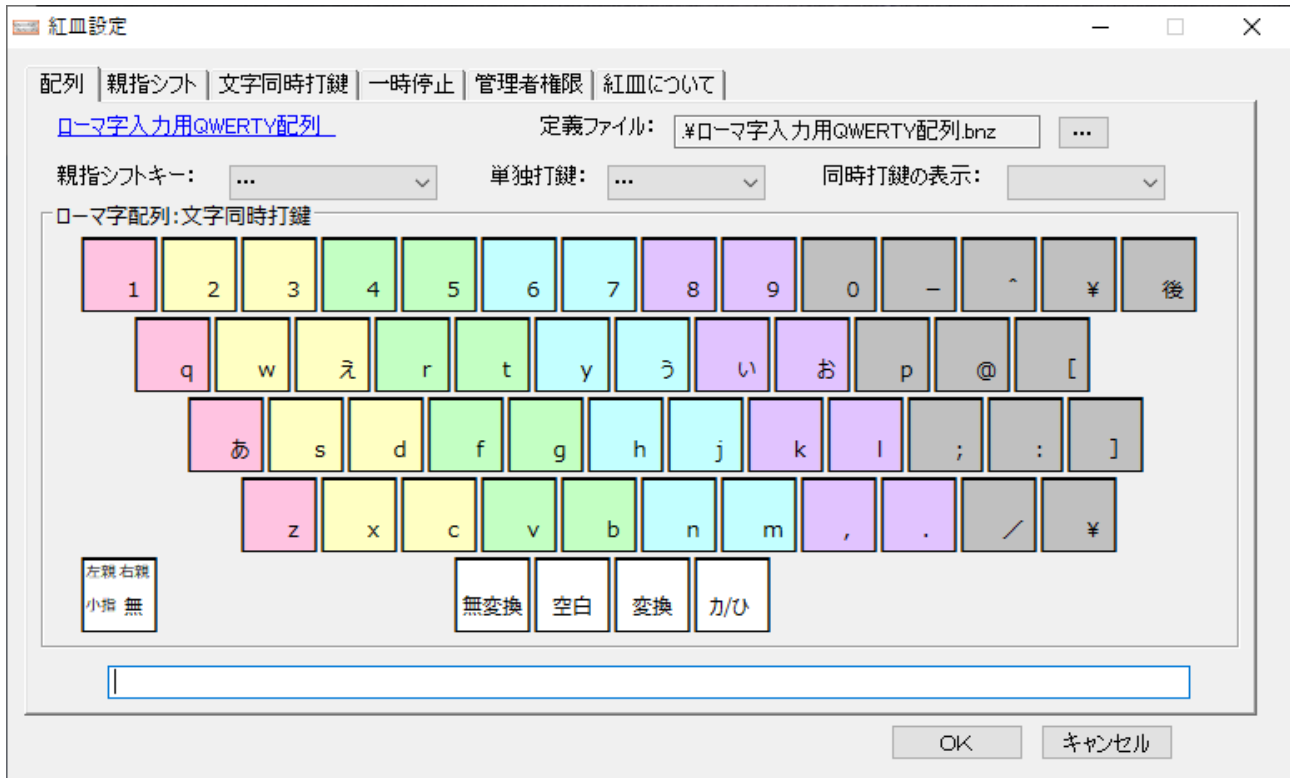 紅皿設定
配列 親指シフト 文字同時打鍵 一時停止 管理者権限 紅皿について
ローマ字入力用QWERTY配列 定義ファイル: .¥ローマ字入力用QWERTY配列.bnz ...
親指シフトキー: ... 単独打鍵: ... 同時打鍵の表示:
ローマ字配列:文字同時打鍵
1 2 3 4 5 6 7 8 9 0 − ^ ¥ 後
q w え r t y う い お p @ [
あ s d f g h j k l ; : ]
z x c v b n m , . ／ ¥
左親 右親
小指 無 無変換 空白 変換 カ/ひ
OK キャンセル